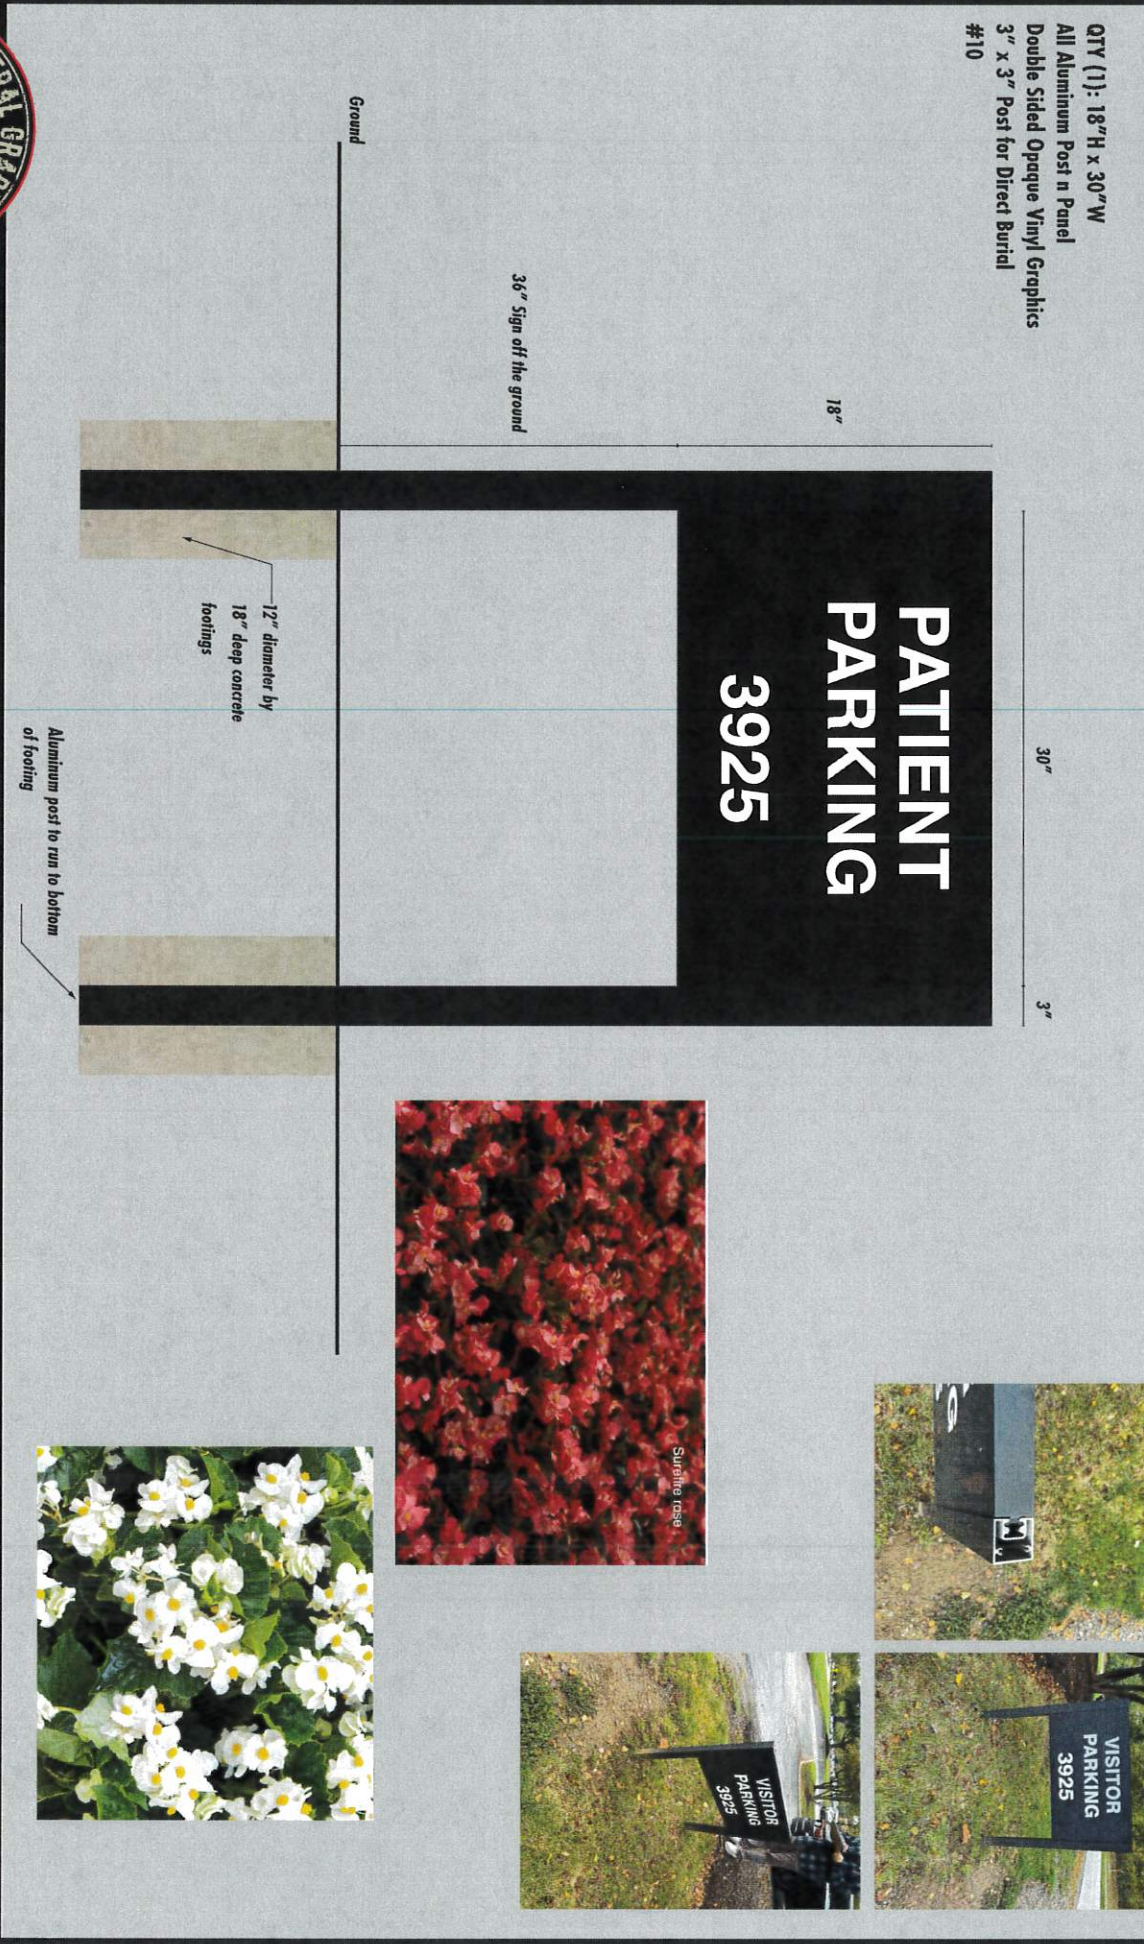 QTY (1): 18"H x 30"W
All Aluminum Post n Panel
Double Sided Opaque Vinyl Graphics
3" x 3" Post for Direct Burial
#10
30"
3"
18"
PATIENT
PARKING
3925
36" Sign off the ground
Ground
12" diameter by
18" deep concrete
footings
Aluminum post to run to bottom
of footing
Surefire rose
G
VISITOR
PARKING
3925
VISITOR
PARKING
3925